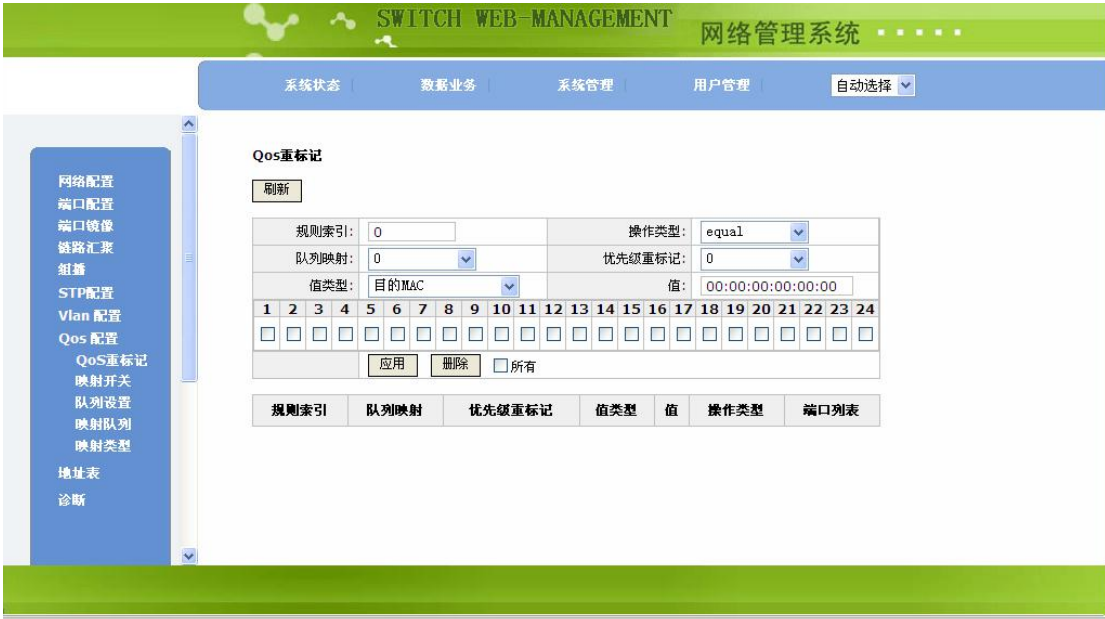 SWITCH WEB-MANAGEMENT
网络管理系统
系统状态 数据业务 系统管理 用户管理 自动选择
网络配置
端口配置
端口镜像
链路汇聚
组播
STP配置
Vlan 配置
Qos 配置
QoS重标记
映射开关
队列设置
映射队列
映射类型
地址表
诊断
Qos重标记
刷新
规则索引: 0 操作类型: equal
队列映射: 0 优先级重标记: 0
值类型: 目的MAC 值: 00:00:00:00:00:00
1 2 3 4 5 6 7 8 9 10 11 12 13 14 15 16 17 18 19 20 21 22 23 24
应用 删除 所有
规则索引 队列映射 优先级重标记 值类型 值 操作类型 端口列表